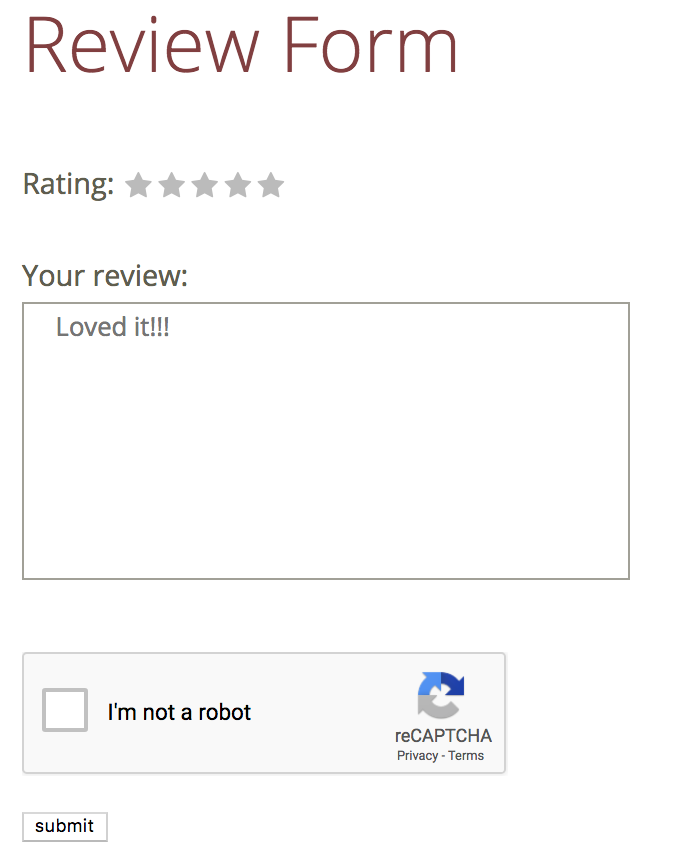 Review Form
Rating:
Your review:
Loved it!!!
I'm not a robot
reCAPTCHA
Privacy - Terms
submit